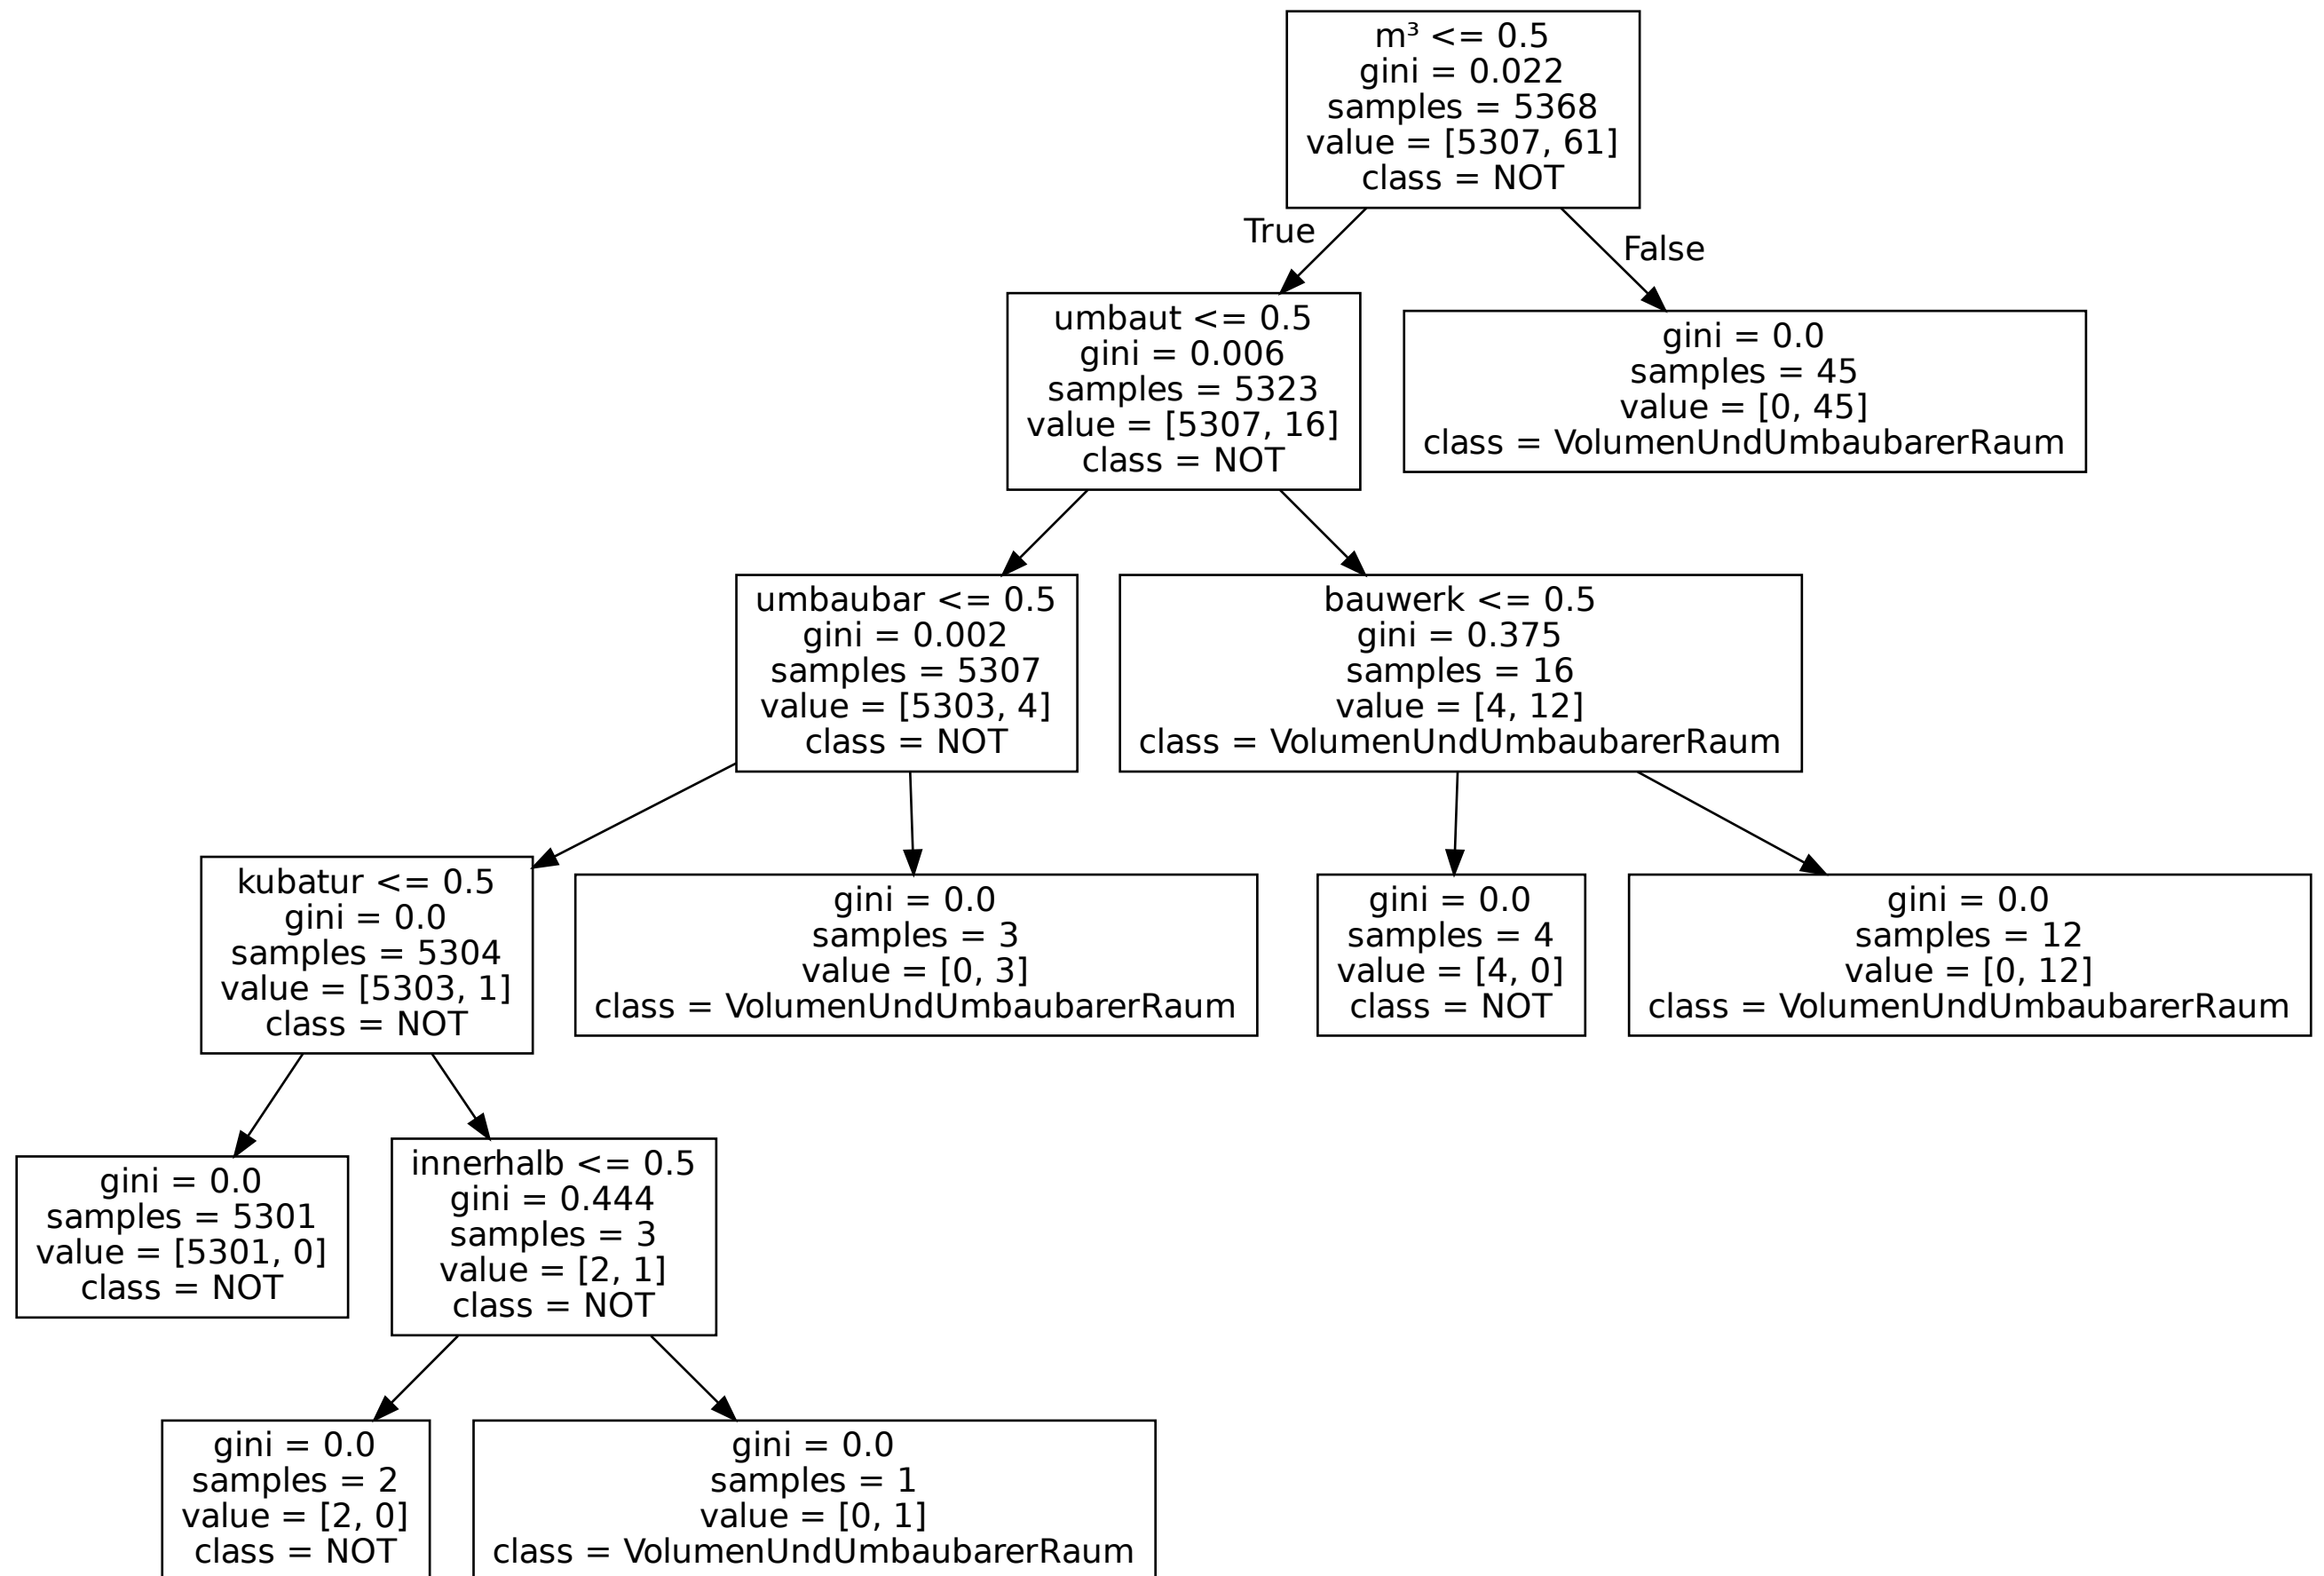 m³ <= 0.5
gini = 0.022
samples = 5368
value = [5307, 61]
class = NOT
True
False
umbaut <= 0.5
gini = 0.006
samples = 5323
value = [5307, 16]
class = NOT
gini = 0.0
samples = 45
value = [0, 45]
class = VolumenUndUmbaubarerRaum
umbaubar <= 0.5
gini = 0.002
samples = 5307
value = [5303, 4]
class = NOT
bauwerk <= 0.5
gini = 0.375
samples = 16
value = [4, 12]
class = VolumenUndUmbaubarerRaum
kubatur <= 0.5
gini = 0.0
samples = 5304
value = [5303, 1]
class = NOT
gini = 0.0
samples = 3
value = [0, 3]
class = VolumenUndUmbaubarerRaum
gini = 0.0
samples = 4
value = [4, 0]
class = NOT
gini = 0.0
samples = 12
value = [0, 12]
class = VolumenUndUmbaubarerRaum
gini = 0.0
samples = 5301
value = [5301, 0]
class = NOT
innerhalb <= 0.5
gini = 0.444
samples = 3
value = [2, 1]
class = NOT
gini = 0.0
samples = 2
value = [2, 0]
class = NOT
gini = 0.0
samples = 1
value = [0, 1]
class = VolumenUndUmbaubarerRaum